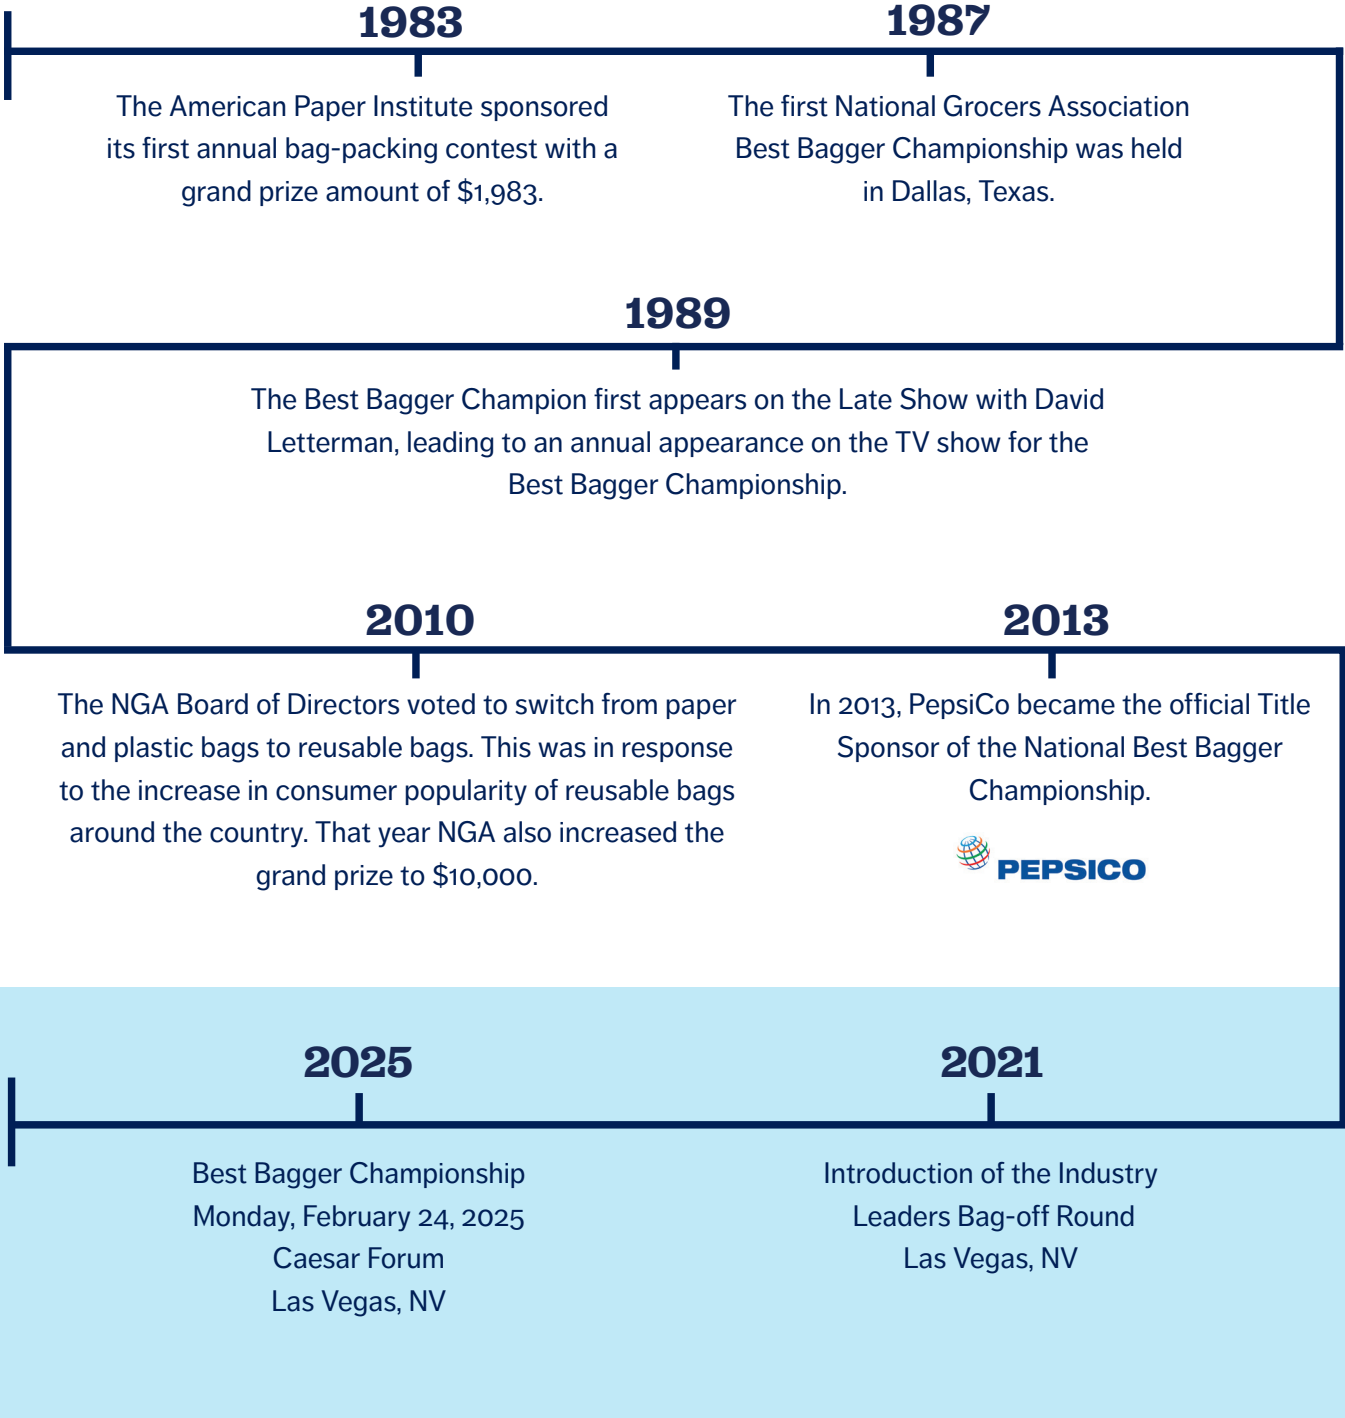 1983
The American Paper Institute sponsored
its first annual bag-packing contest with a
grand prize amount of $1,983.
1987
The first National Grocers Association
Best Bagger Championship was held
in Dallas, Texas.
1989
The Best Bagger Champion first appears on the Late Show with David
Letterman, leading to an annual appearance on the TV show for the
Best Bagger Championship.
2010
The NGA Board of Directors voted to switch from paper
and plastic bags to reusable bags. This was in response
to the increase in consumer popularity of reusable bags
around the country. That year NGA also increased the
grand prize to $10,000.
2013
In 2013, PepsiCo became the official Title
Sponsor of the National Best Bagger
Championship.
PEPSICO
2021
Introduction of the Industry
Leaders Bag-off Round
Las Vegas, NV
2025
Best Bagger Championship
Monday, February 24, 2025
Caesar Forum
Las Vegas, NV